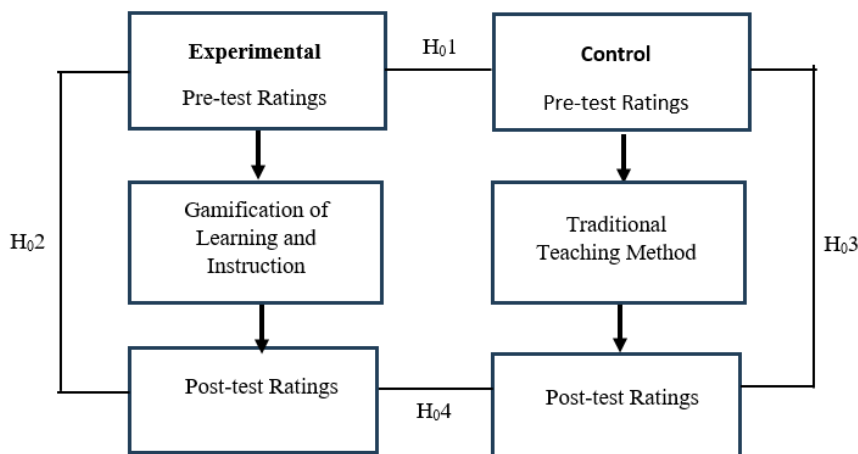 Experimental
Pre-test Ratings
H₀1
Control
Pre-test Ratings
Gamification of
Learning and
Instruction
Traditional
Teaching Method
H₀2
H₀3
Post-test Ratings
H₀4
Post-test Ratings